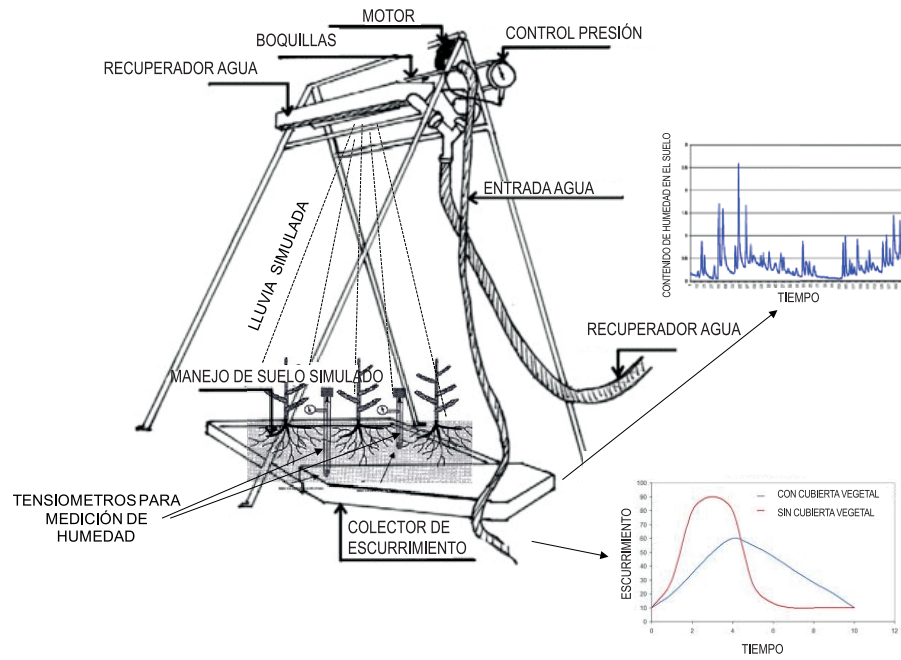 MOTOR
CONTROL PRESIÓN
BOQUILLAS
RECUPERADOR AGUA
ENTRADA AGUA
LLUVIA SIMULADA
RECUPERADOR AGUA
MANEJO DE SUELO SIMULADO
TENSIOMETROS PARA
MEDICIÓN DE
HUMEDAD
COLECTOR DE
ESCURRIMIENTO
CONTENIDO DE HUMEDAD EN EL SUELO
TIEMPO
CON CUBIERTA VEGETAL
SIN CUBIERTA VEGETAL
ESCURRIMIENTO
100
90
80
70
60
50
40
30
20
10
0
0 2 4 6 8 10 12
TIEMPO